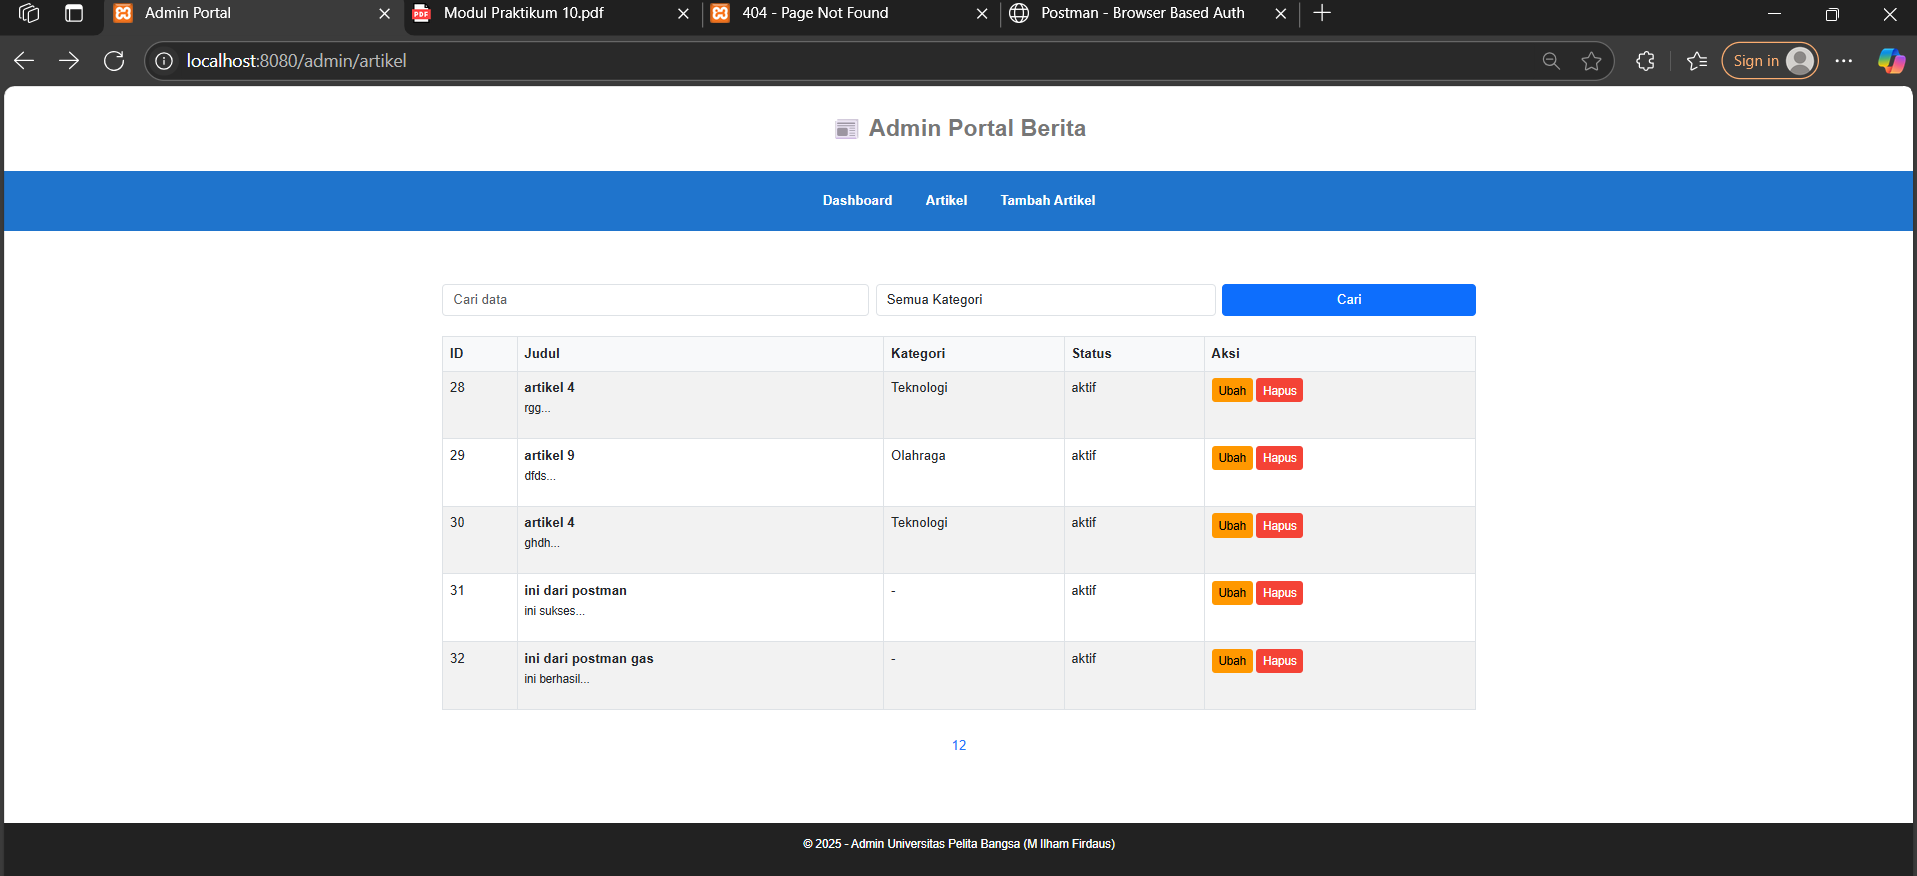 Admin Portal
Modul Praktikum 10.pdf
404 - Page Not Found
Postman - Browser Based Auth
localhost:8080/admin/artikel
Sign in
Admin Portal Berita
Dashboard Artikel Tambah Artikel
Cari data Semua Kategori Cari
ID Judul Kategori Status Aksi
28 artikel 4 Teknologi aktif Ubah Hapus
rgg...
29 artikel 9 Olahraga aktif Ubah Hapus
dfds...
30 artikel 4 Teknologi aktif Ubah Hapus
ghdh...
31 ini dari postman - aktif Ubah Hapus
ini sukses...
32 ini dari postman gas - aktif Ubah Hapus
ini berhasil...
12
© 2025 - Admin Universitas Pelita Bangsa (M Ilham Firdaus)